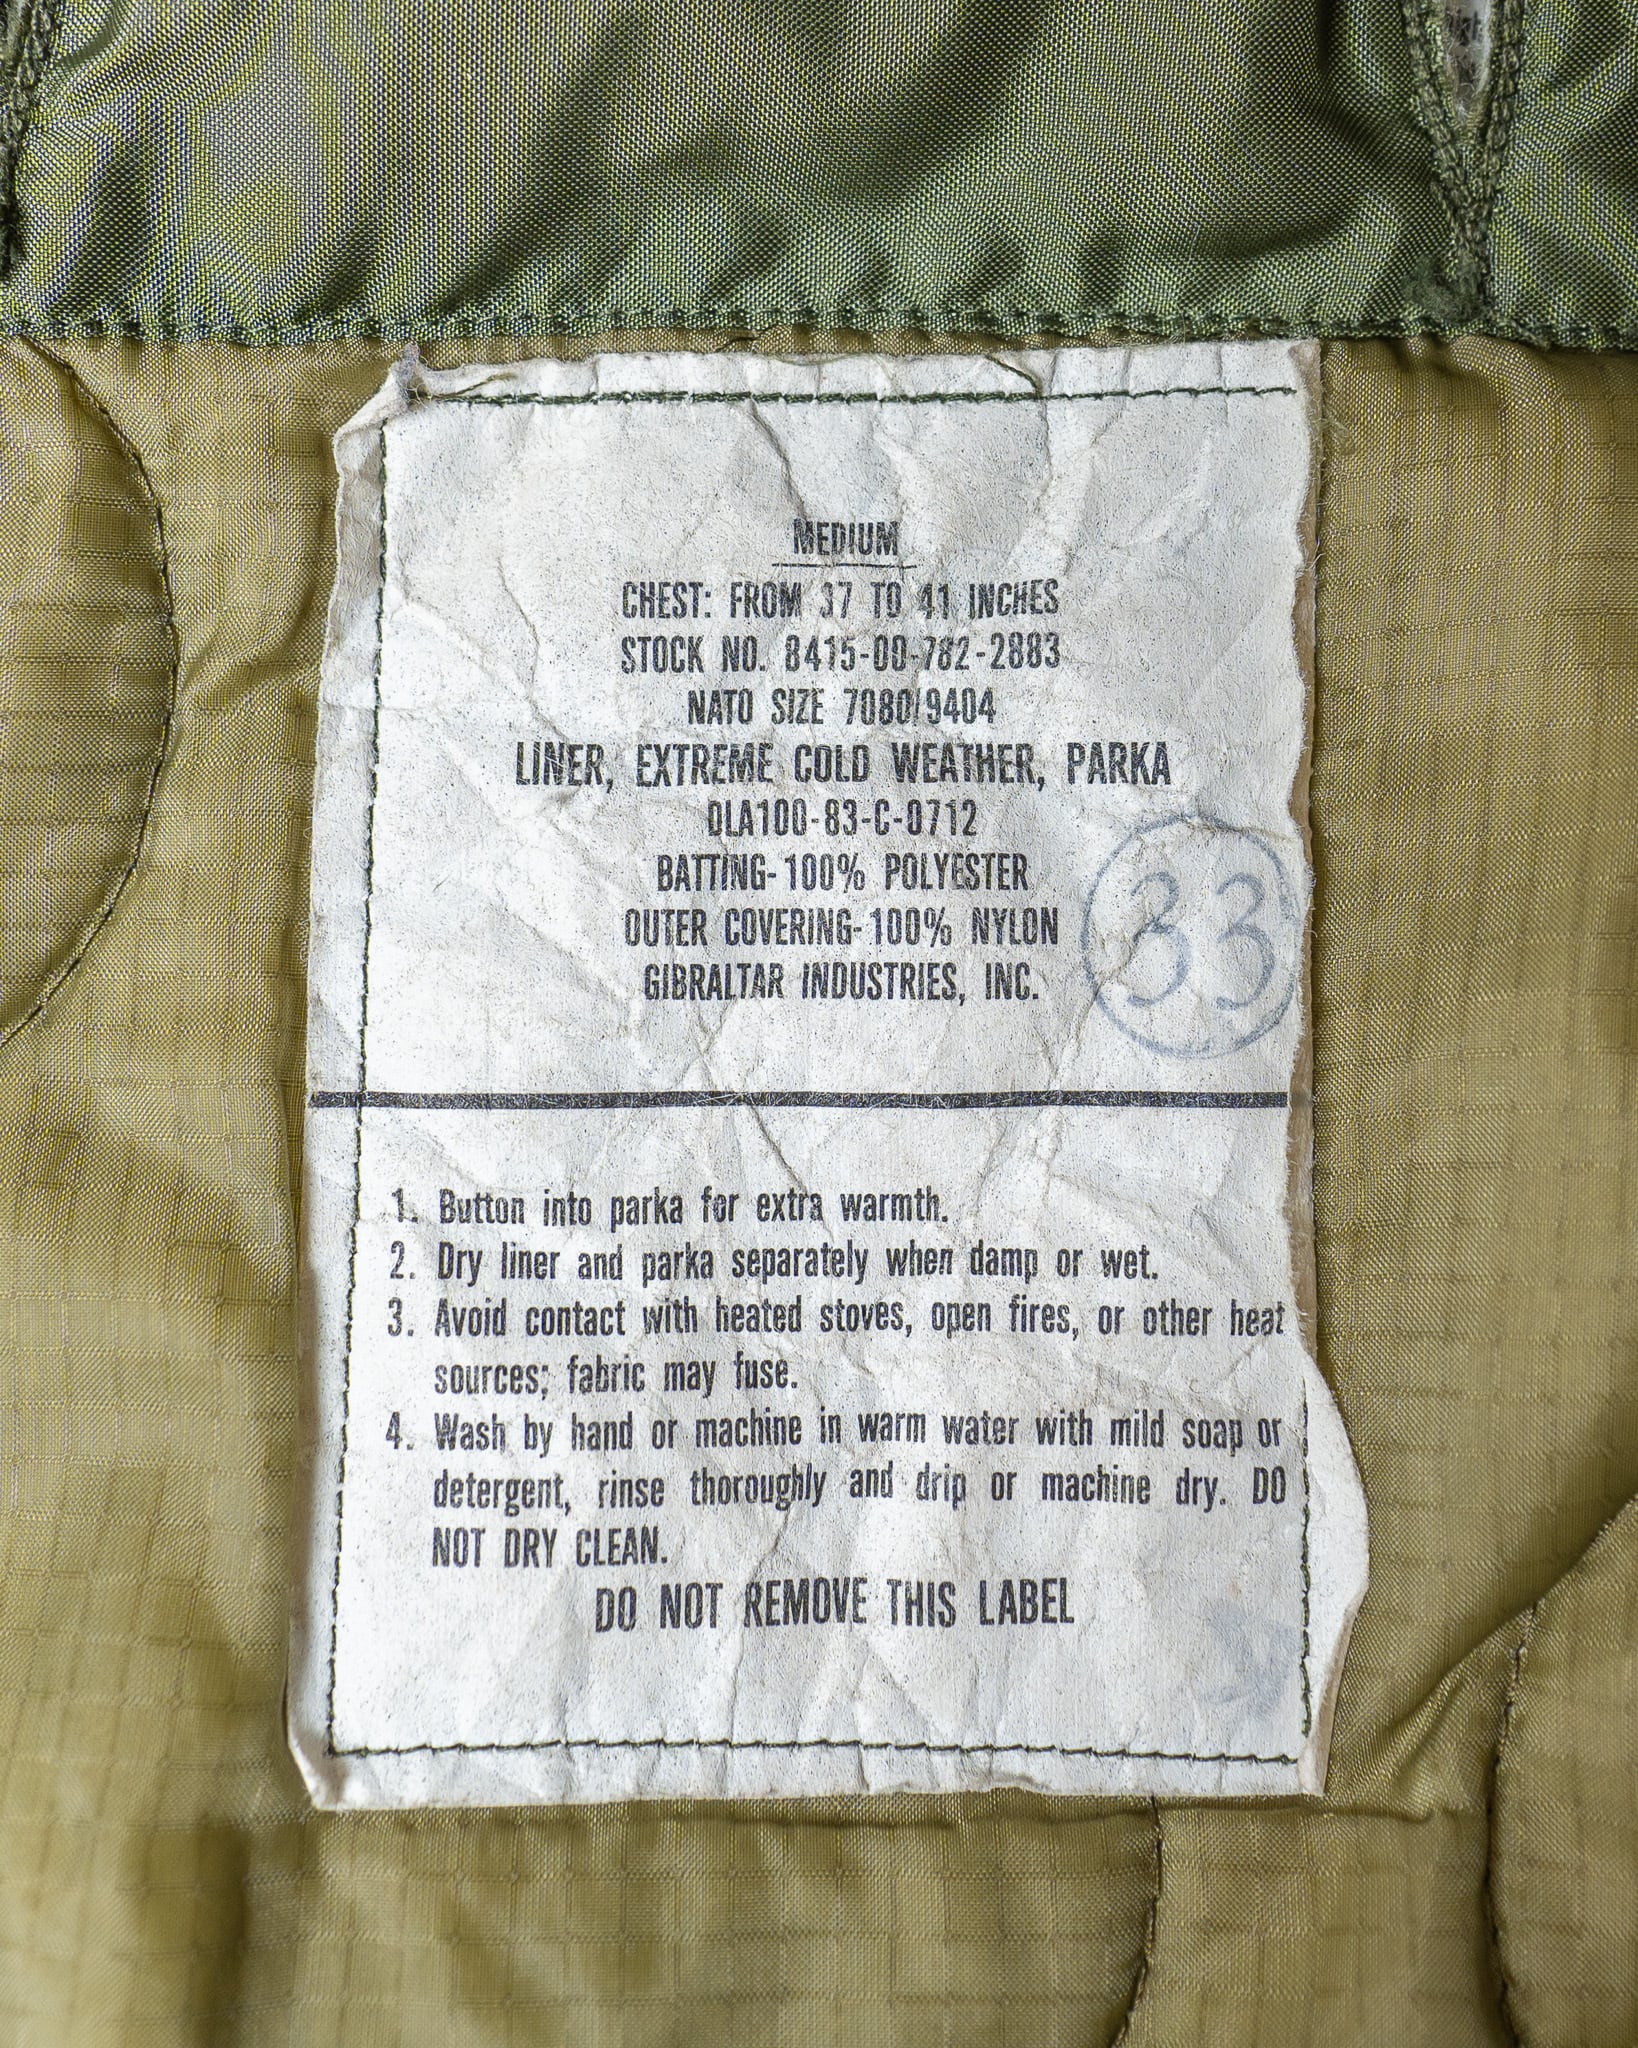 MEDIUM
CHEST: FROM 37 TO 41 INCHES
STOCK NO. 8415-00-782-2883
NATO SIZE 7080/9404
LINER, EXTREME COLD WEATHER, PARKA
DLA100-83-C-0712
BATTING-100% POLYESTER
OUTER COVERING-100% NYLON
GIBRALTAR INDUSTRIES, INC.
33
1. Button into parka for extra warmth.
2. Dry liner and parka separately when damp or wet.
3. Avoid contact with heated stoves, open fires, or other heat
sources; fabric may fuse.
4. Wash by hand or machine in warm water with mild soap or
detergent, rinse thoroughly and drip or machine dry. DO
NOT DRY CLEAN.
DO NOT REMOVE THIS LABEL